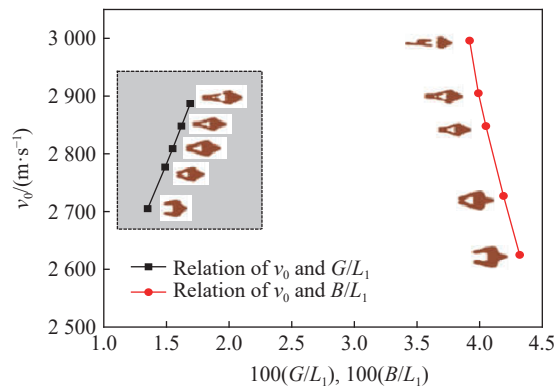 3 000
2 900
2 800
2 700
2 600
2 500
v₀/(m·s⁻¹)
Relation of v₀ and G/L₁
Relation of v₀ and B/L₁
1.0 1.5 2.0 2.5 3.0 3.5 4.0 4.5
100(G/L₁), 100(B/L₁)